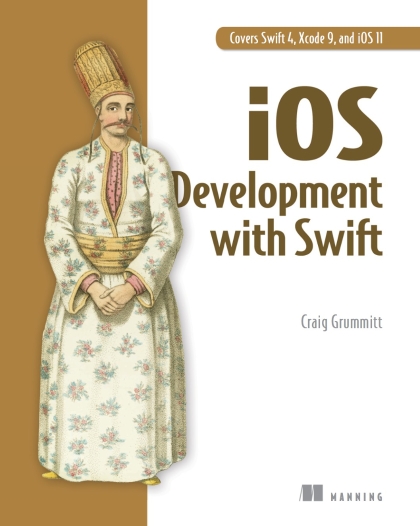 Covers Swift 4, Xcode 9, and iOS 11
iOS
Development
with Swift
Craig Grummitt
MANNING